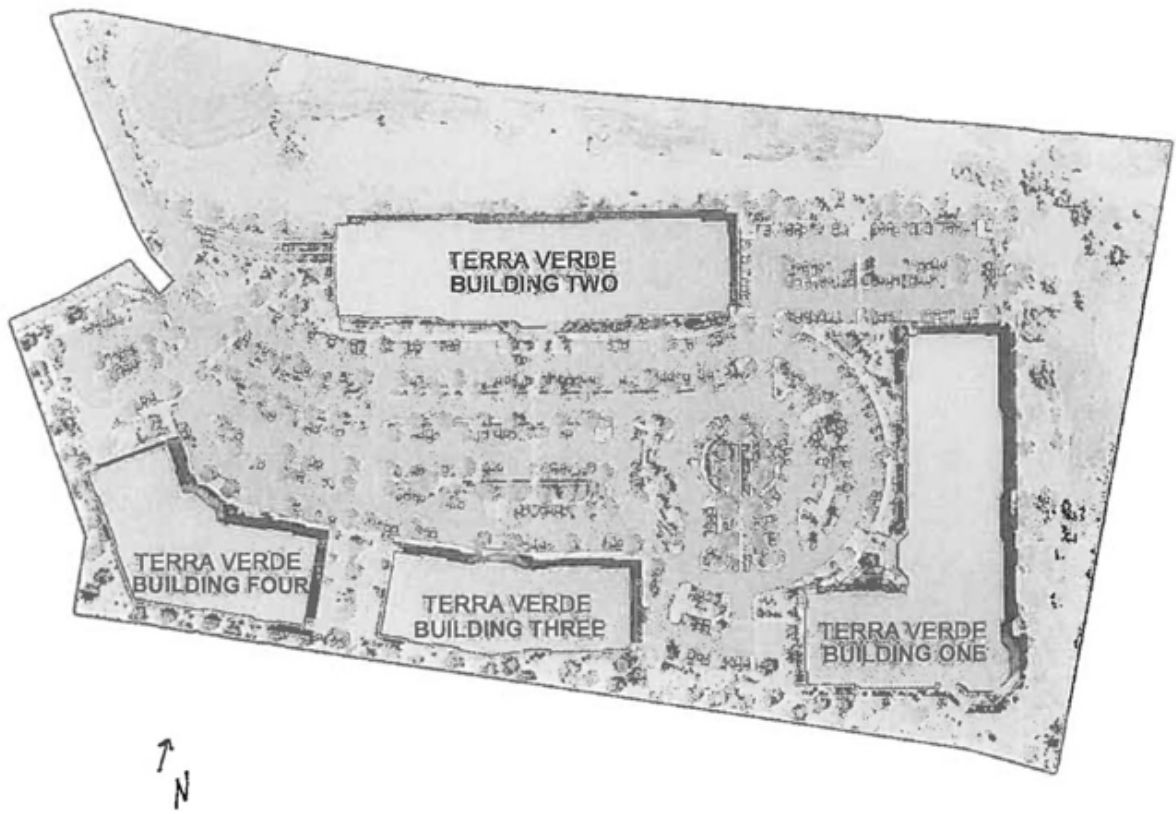 TERRA VERDE
BUILDING TWO
TERRA VERDE
BUILDING FOUR
TERRA VERDE
BUILDING THREE
TERRA VERDE
BUILDING ONE
N